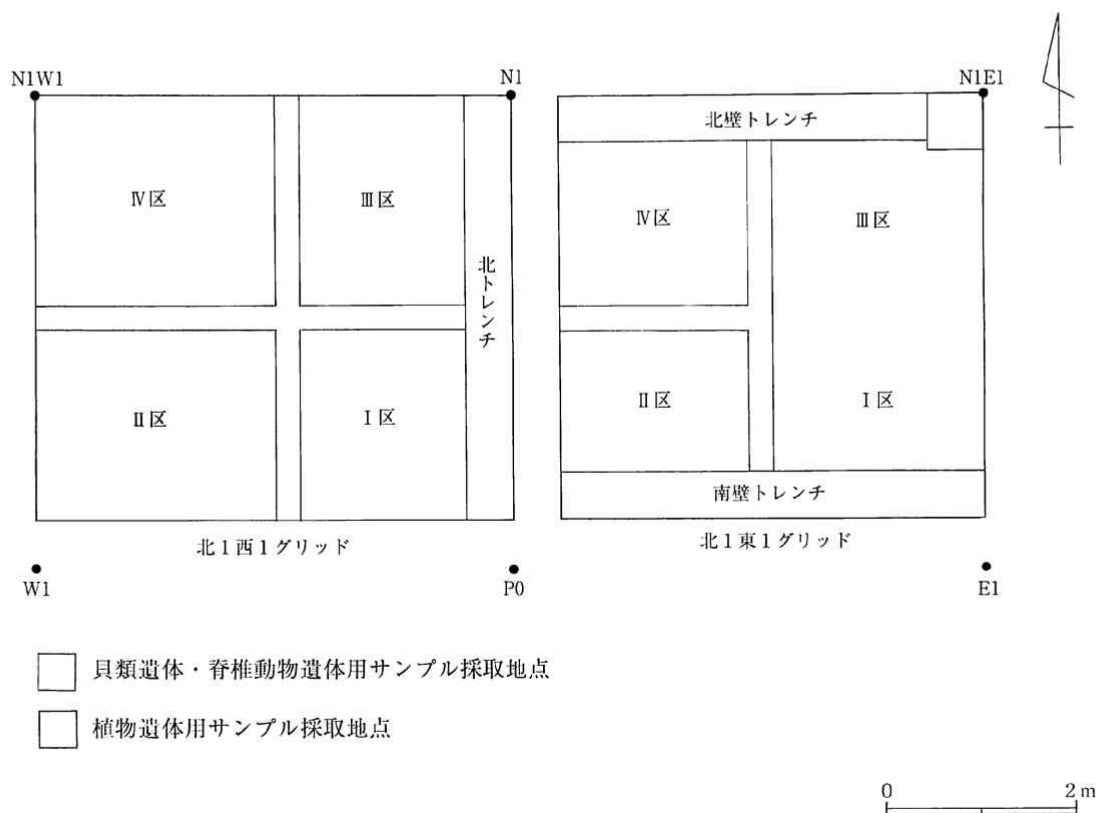 N1W1
N1
N1E1
北壁トレンチ
Ⅳ区
Ⅲ区
Ⅳ区
Ⅲ区
北トレンチ
Ⅱ区
Ⅰ区
Ⅱ区
Ⅰ区
南壁トレンチ
北1西1グリッド
北1東1グリッド
W1
P0
E1
貝類遺体・脊椎動物遺体用サンプル採取地点
植物遺体用サンプル採取地点
0 2m